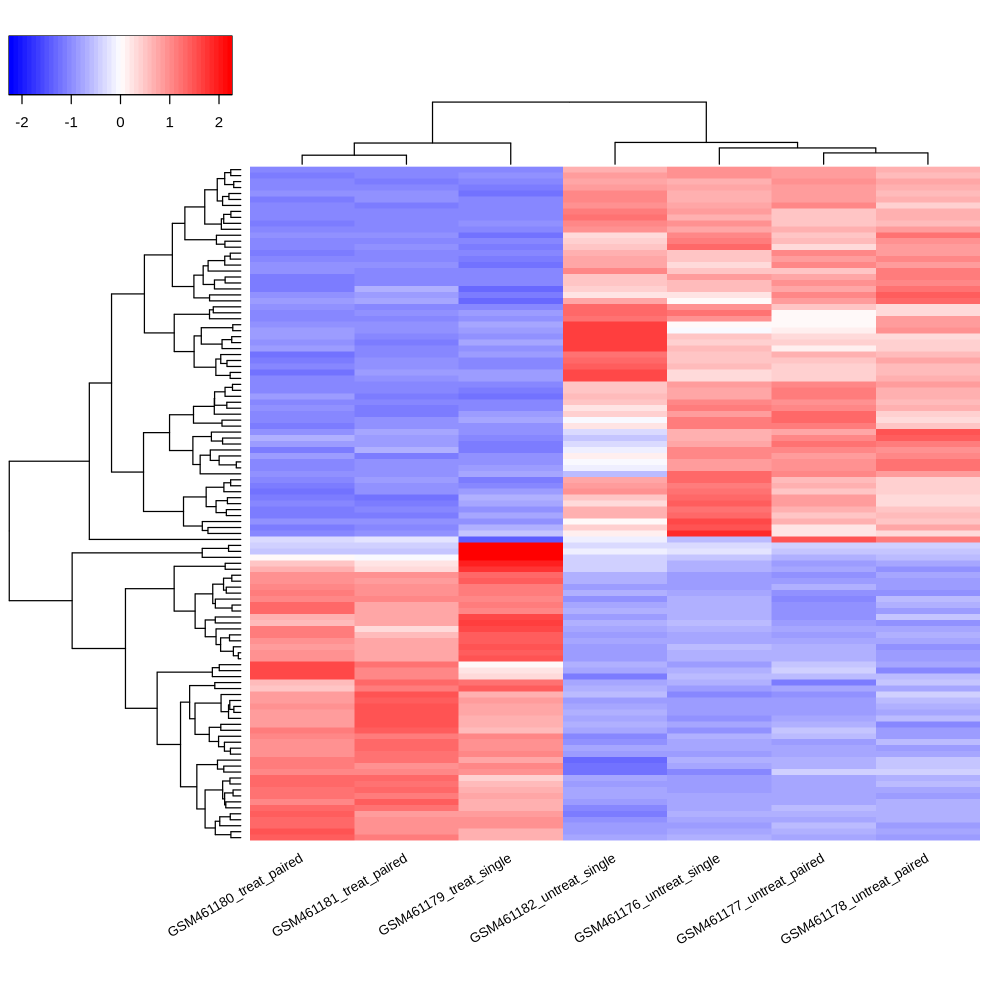 -2 -1 0 1 2
GSM461180_treat_paired
GSM461181_treat_paired
GSM461179_treat_single
GSM461182_untreat_single
GSM461176_untreat_single
GSM461177_untreat_paired
GSM461178_untreat_paired